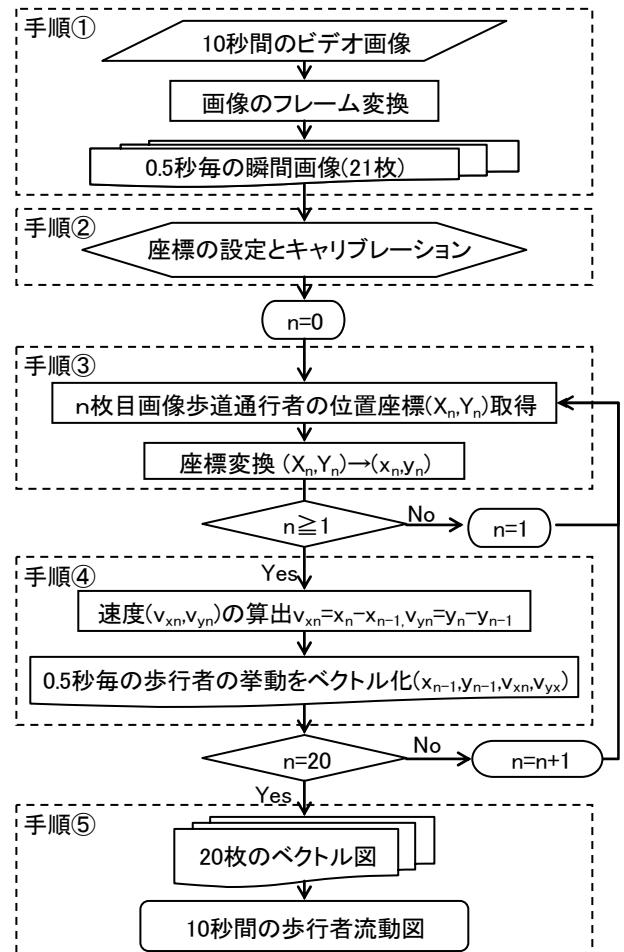 手順①
10秒間のビデオ画像
画像のフレーム変換
0.5秒毎の瞬間画像(21枚)
手順②
座標の設定とキャリブレーション
n=0
手順③
n枚目画像歩道通行者の位置座標(Xn,Yn)取得
座標変換 (Xn,Yn)→(xn,yn)
n≧1
No
n=1
Yes
手順④
速度(vxn,vyn)の算出vxn=xn−xn−1,vyn=yn−yn−1
0.5秒毎の歩行者の挙動をベクトル化(xn−1,yn−1,vxn,vyx)
n=20
No
n=n+1
Yes
手順⑤
20枚のベクトル図
10秒間の歩行者流動図